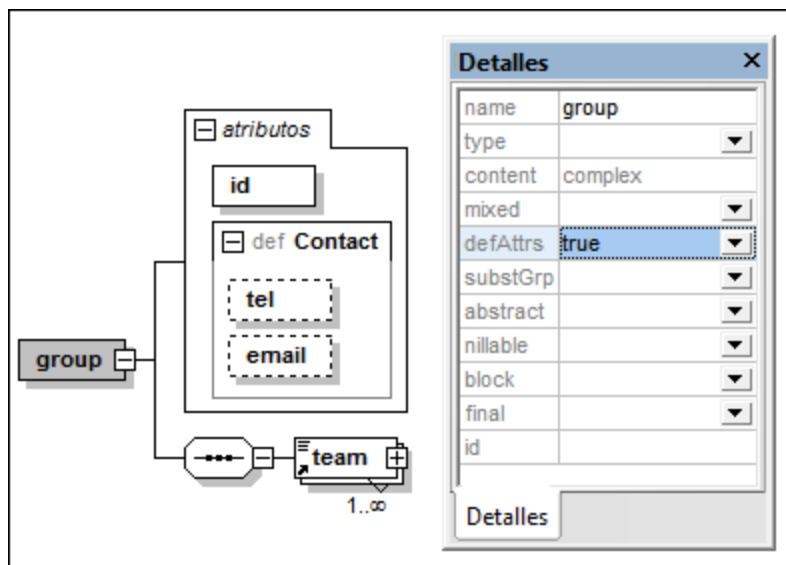 atributos
id
def Contact
tel
email
group
team
1..∞
Detalles
name group
type
content complex
mixed
defAttrs true
substGrp
abstract
nillable
block
final
id
Detalles